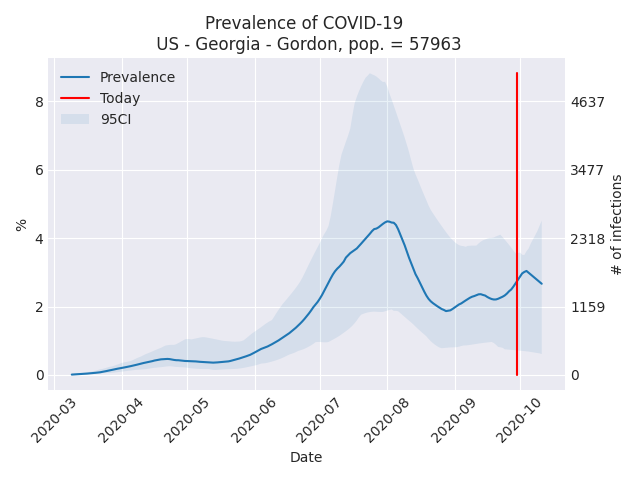 Prevalence of COVID-19
US - Georgia - Gordon, pop. = 57963
Prevalence
Today
95CI
8
6
4
2
0
%
4637
3477
2318
1159
0
# of infections
2020-03
2020-04
2020-05
2020-06
2020-07
2020-08
2020-09
2020-10
Date